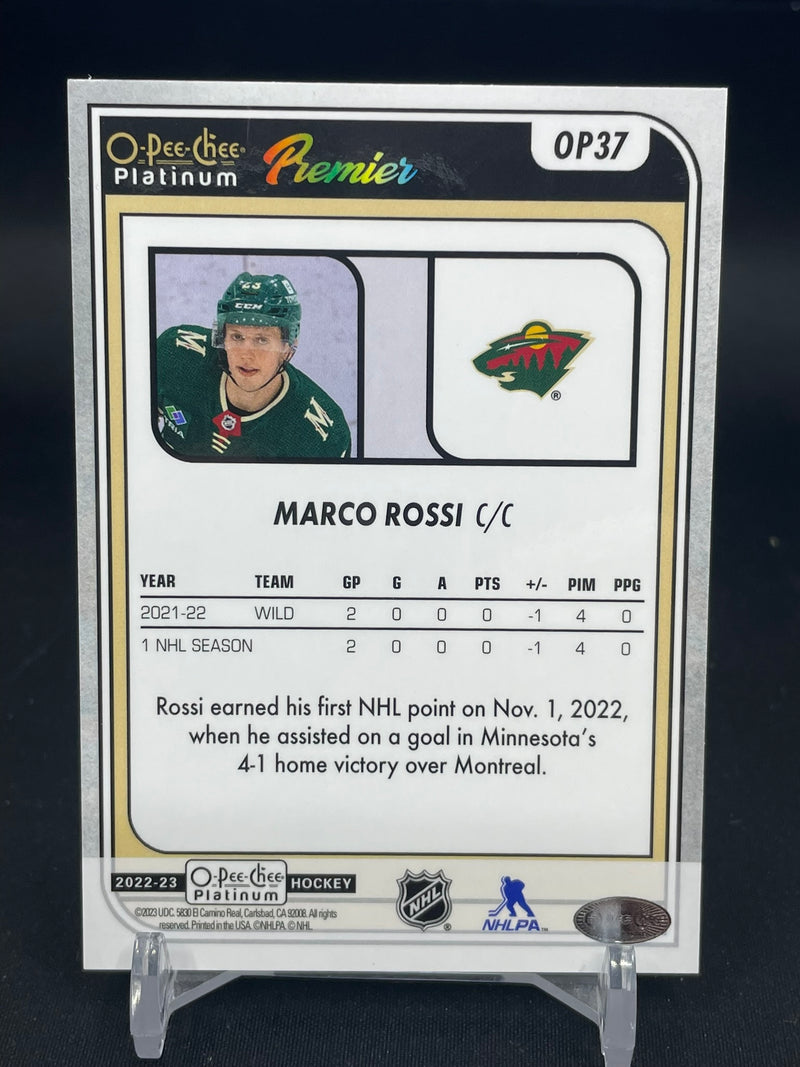 O-Pee-Chee®
Platinum
Premier
OP37
23
CCM
M
M
®
MARCO ROSSI C/C
YEAR TEAM GP G A PTS +/- PIM PPG
2021-22 WILD 2 0 0 0 -1 4 0
1 NHL SEASON 2 0 0 0 -1 4 0
Rossi earned his first NHL point on Nov. 1, 2022,
when he assisted on a goal in Minnesota's
4-1 home victory over Montreal.
2022-23 O-Pee-Chee® Platinum HOCKEY
©2023 UDC. 5830 El Camino Real, Carlsbad, CA 92008. All rights
reserved. Printed in the USA. ©NHLPA. © NHL.
NHL ®
NHLPA™